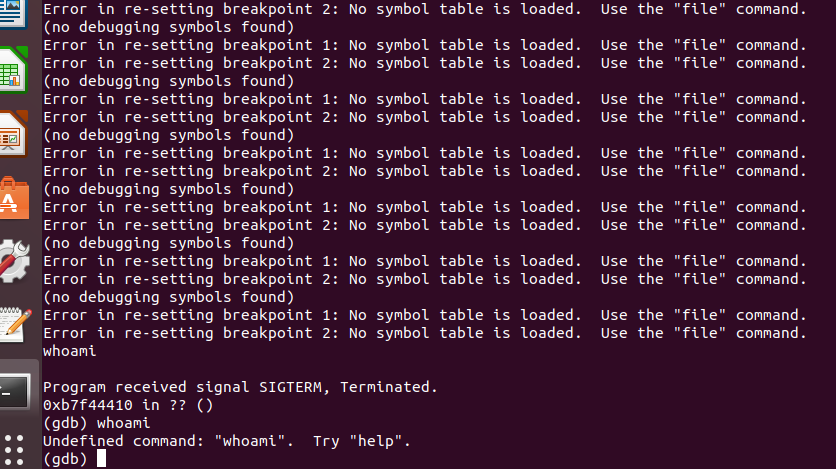 Error in re-setting breakpoint 2: No symbol table is loaded.  Use the "file" command.
(no debugging symbols found)
Error in re-setting breakpoint 1: No symbol table is loaded.  Use the "file" command.
Error in re-setting breakpoint 2: No symbol table is loaded.  Use the "file" command.
(no debugging symbols found)
Error in re-setting breakpoint 1: No symbol table is loaded.  Use the "file" command.
Error in re-setting breakpoint 2: No symbol table is loaded.  Use the "file" command.
(no debugging symbols found)
Error in re-setting breakpoint 1: No symbol table is loaded.  Use the "file" command.
Error in re-setting breakpoint 2: No symbol table is loaded.  Use the "file" command.
(no debugging symbols found)
Error in re-setting breakpoint 1: No symbol table is loaded.  Use the "file" command.
Error in re-setting breakpoint 2: No symbol table is loaded.  Use the "file" command.
(no debugging symbols found)
Error in re-setting breakpoint 1: No symbol table is loaded.  Use the "file" command.
Error in re-setting breakpoint 2: No symbol table is loaded.  Use the "file" command.
(no debugging symbols found)
Error in re-setting breakpoint 1: No symbol table is loaded.  Use the "file" command.
Error in re-setting breakpoint 2: No symbol table is loaded.  Use the "file" command.
whoami

Program received signal SIGTERM, Terminated.
0xb7f44410 in ?? ()
(gdb) whoami
Undefined command: "whoami".  Try "help".
(gdb)